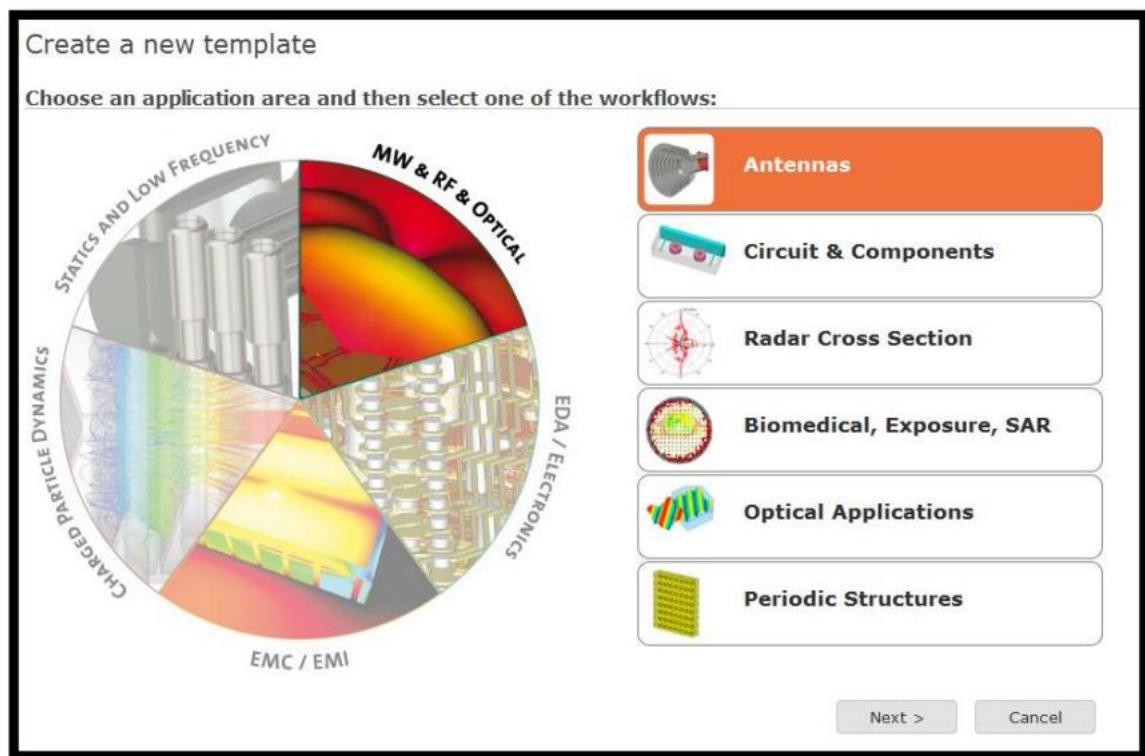 Create a new template
Choose an application area and then select one of the workflows:
STATICS AND LOW FREQUENCY
MW & RF & OPTICAL
EDA / ELECTRONICS
EMC / EMI
CHARGED PARTICLE DYNAMICS
Antennas
Circuit & Components
Radar Cross Section
Biomedical, Exposure, SAR
Optical Applications
Periodic Structures
Next >
Cancel